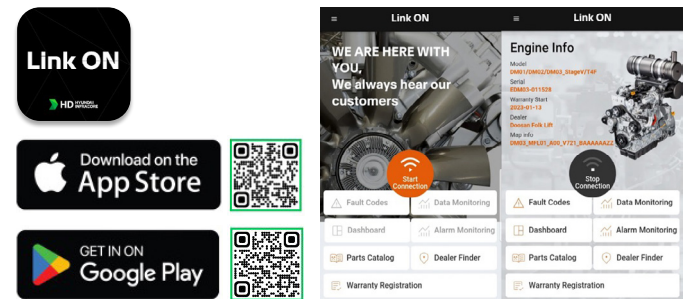 Link ON
HD HYUNDAI
INFRACORE
Download on the
App Store
GET IN ON
Google Play
Link ON
WE ARE HERE WITH
YOU,
We always hear our
customers
Start
Connection
Fault Codes
Data Monitoring
Dashboard
Alarm Monitoring
Parts Catalog
Dealer Finder
Warranty Registration
Link ON
Engine Info
Model
DM01/DM02/DM03_StageV/T4F
Serial
EDM03-011528
Warranty Start
2023-01-13
Dealer
Doosan Folk Lift
Map info
DM03_MFL01_A00_V721_BAAAAAAZZ
Stop
Connection
Fault Codes
Data Monitoring
Dashboard
Alarm Monitoring
Parts Catalog
Dealer Finder
Warranty Registration